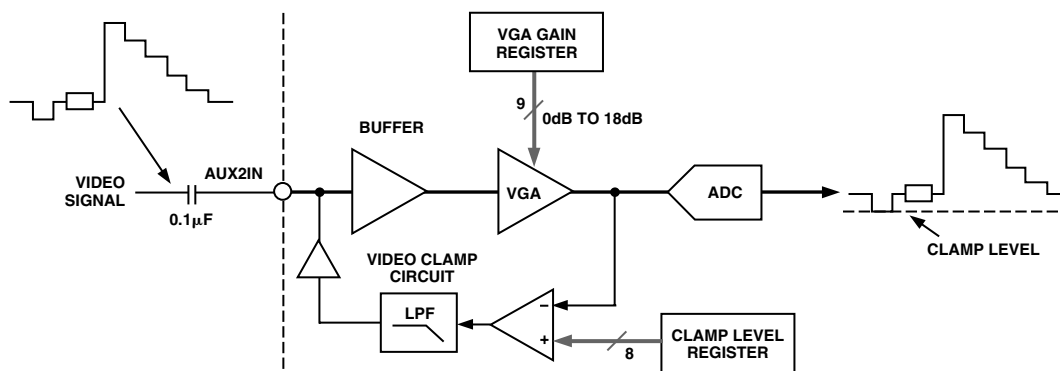 VGA GAIN
REGISTER
9
0dB TO 18dB
BUFFER
AUX2IN
VIDEO
SIGNAL
0.1μF
VGA
ADC
CLAMP LEVEL
VIDEO CLAMP
CIRCUIT
LPF
−
+
8
CLAMP LEVEL
REGISTER